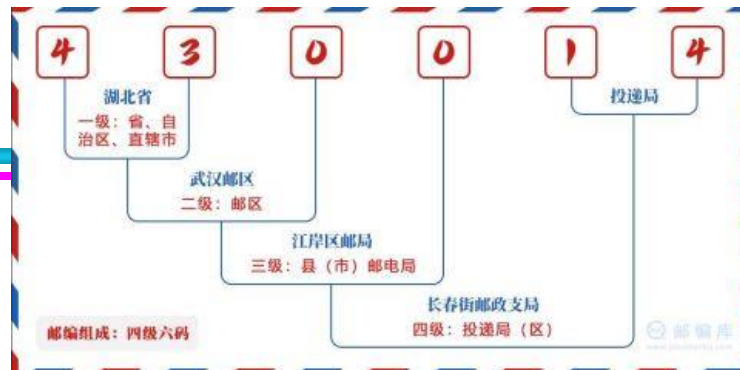 4 3 0 0 1 4
湖北省
一级：省、自
治区、直辖市
投递局
武汉邮区
二级：邮区
江岸区邮局
三级：县（市）邮电局
长春街邮政支局
四级：投递局（区）
邮编组成：四级六码
邮编库